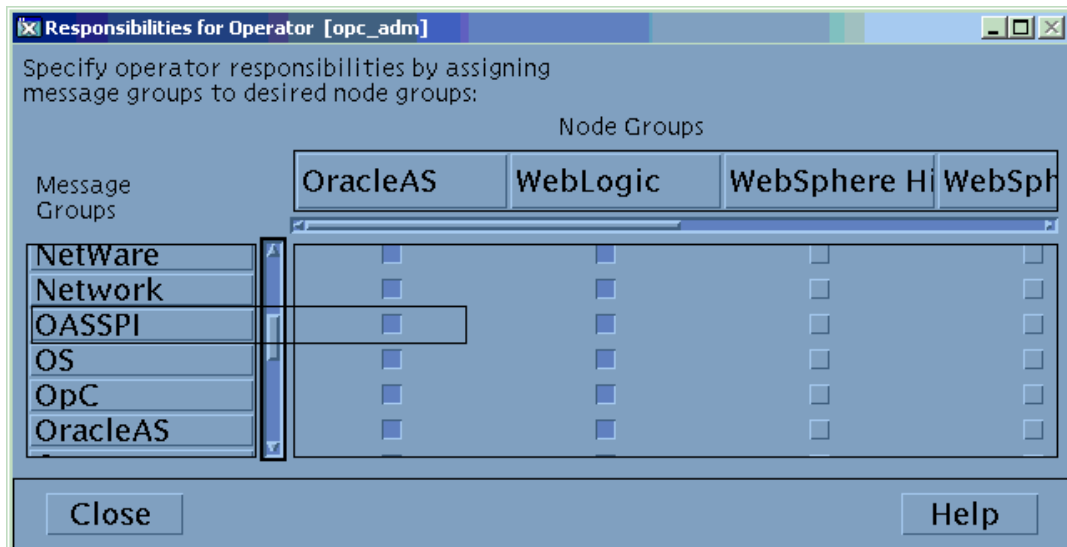 Responsibilities for Operator [opc_adm]
Specify operator responsibilities by assigning
message groups to desired node groups:
Node Groups
Message
Groups
OracleAS WebLogic WebSphere Hi WebSph
NetWare
Network
OASSPI
OS
OpC
OracleAS
Close Help